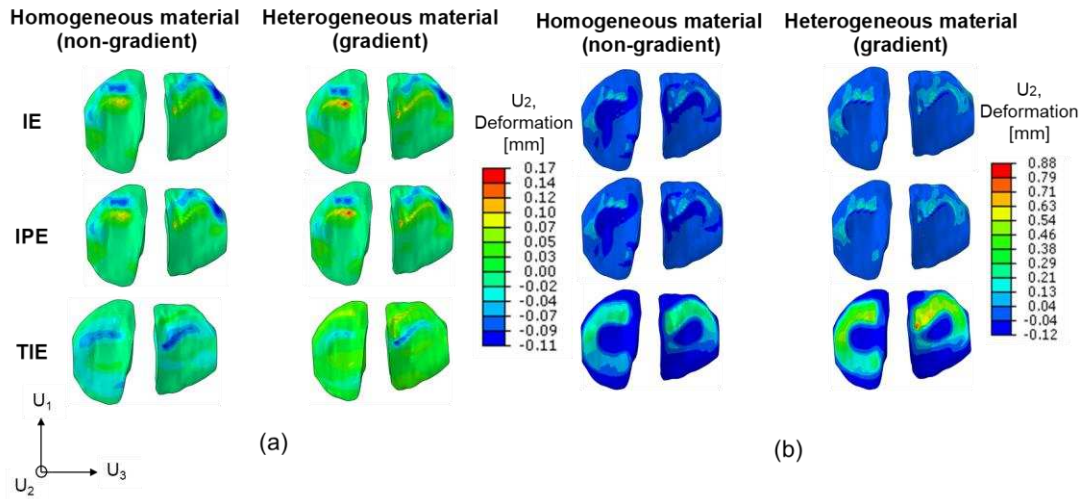 Homogeneous material
(non-gradient)
Heterogeneous material
(gradient)
Homogeneous material
(non-gradient)
Heterogeneous material
(gradient)
IE
IPE
TIE
U2,
Deformation
[mm]
0.17
0.14
0.12
0.10
0.08
0.05
0.03
0.00
-0.02
-0.04
-0.07
-0.09
-0.11
U2,
Deformation
[mm]
0.88
0.79
0.71
0.63
0.54
0.46
0.38
0.29
0.21
0.13
0.04
-0.04
-0.12
U1
U2
U3
(a)
(b)